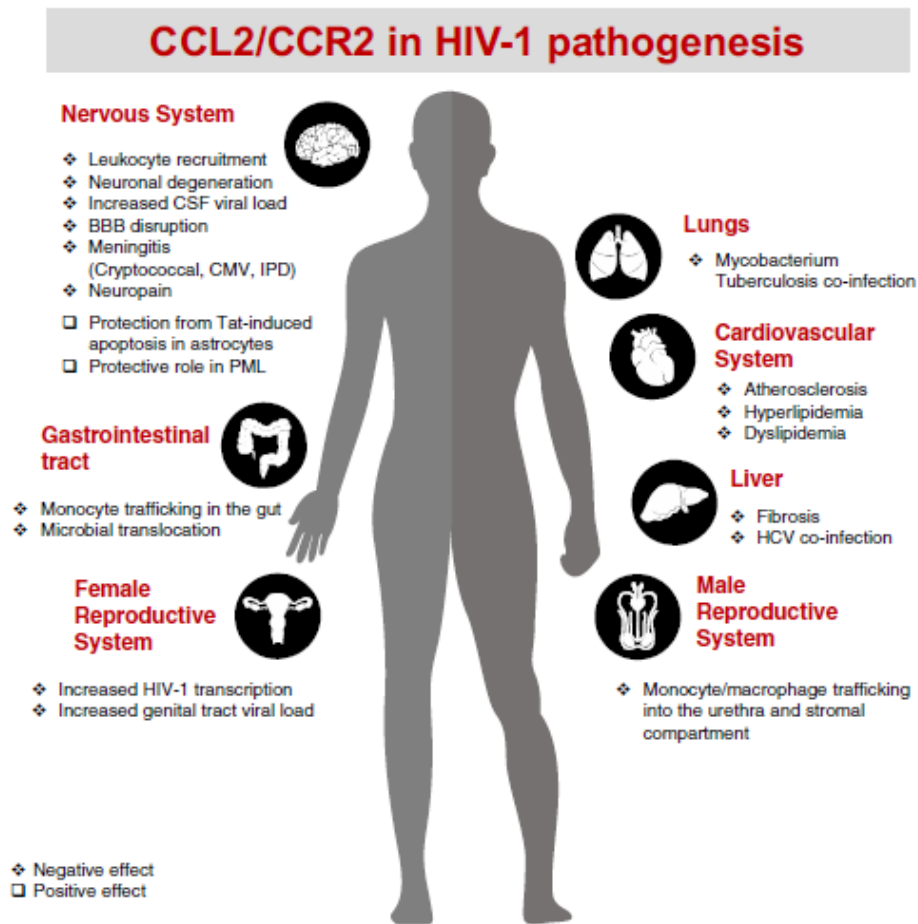 CCL2/CCR2 in HIV-1 pathogenesis
Nervous System
❖ Leukocyte recruitment
❖ Neuronal degeneration
❖ Increased CSF viral load
❖ BBB disruption
❖ Meningitis
(Cryptococcal, CMV, IPD)
❖ Neuropain
❑ Protection from Tat-induced
apoptosis in astrocytes
❑ Protective role in PML
Gastrointestinal
tract
❖ Monocyte trafficking in the gut
❖ Microbial translocation
Female
Reproductive
System
❖ Increased HIV-1 transcription
❖ Increased genital tract viral load
Lungs
❖ Mycobacterium
Tuberculosis co-infection
Cardiovascular
System
❖ Atherosclerosis
❖ Hyperlipidemia
❖ Dyslipidemia
Liver
❖ Fibrosis
❖ HCV co-infection
Male
Reproductive
System
❖ Monocyte/macrophage trafficking
into the urethra and stromal
compartment
❖ Negative effect
❑ Positive effect